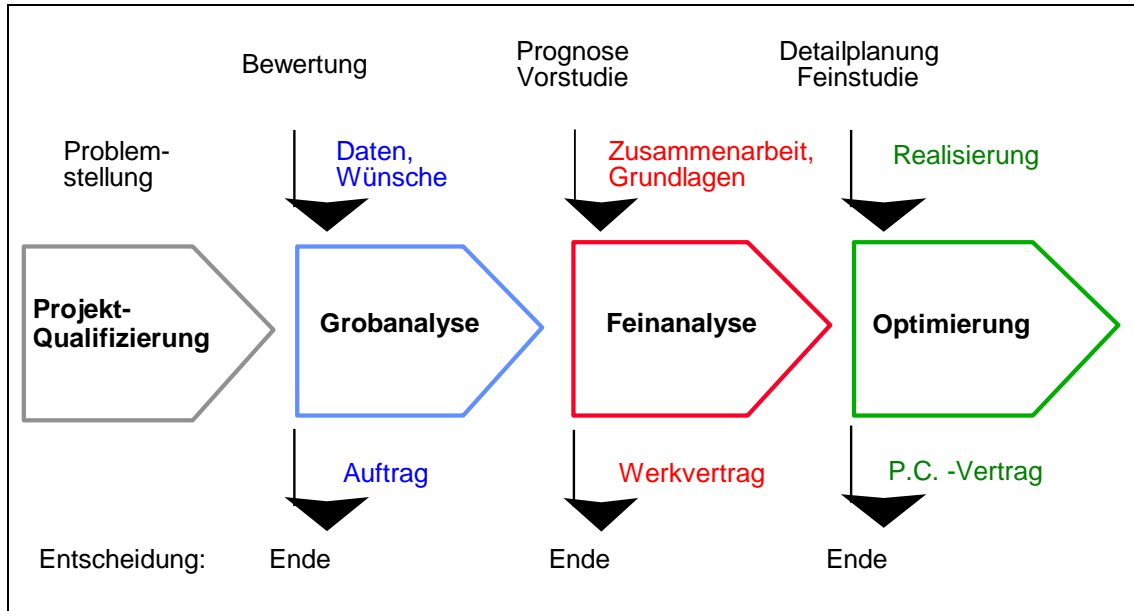 Bewertung
Prognose
Vorstudie
Detailplanung
Feinstudie
Problem-
stellung
Daten,
Wünsche
Zusammenarbeit,
Grundlagen
Realisierung
Projekt-
Qualifizierung
Grobanalyse
Feinanalyse
Optimierung
Auftrag
Werkvertrag
P.C. -Vertrag
Entscheidung:
Ende
Ende
Ende